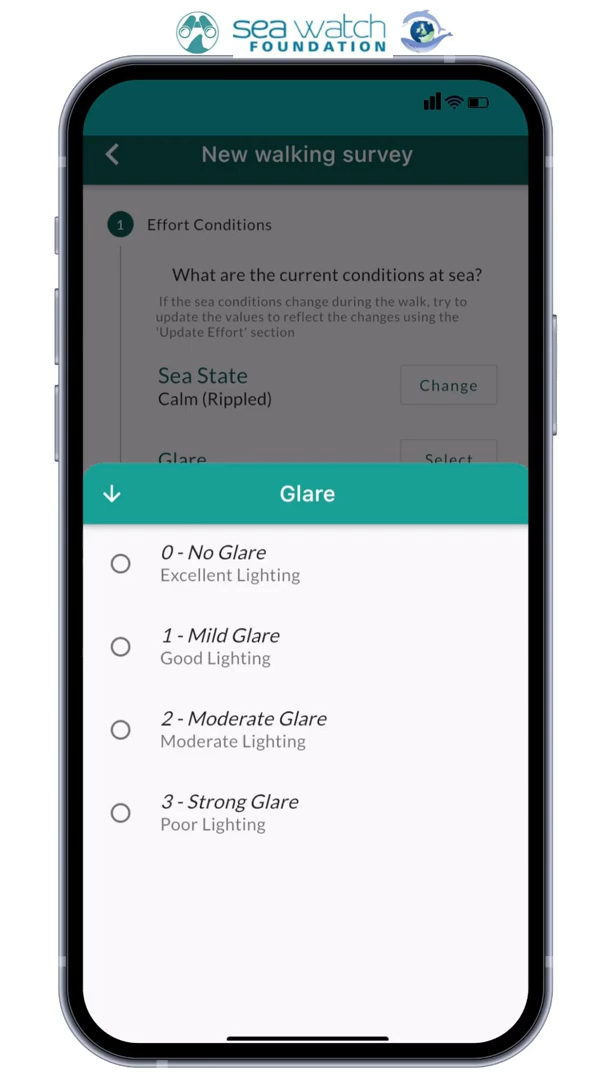 sea watch
FOUNDATION
New walking survey
1 Effort Conditions
What are the current conditions at sea?
If the sea conditions change during the walk, try to
update the values to reflect the changes using the
'Update Effort' section
Sea State
Calm (Rippled)
Change
Glare
Select
Glare
0 - No Glare
Excellent Lighting
1 - Mild Glare
Good Lighting
2 - Moderate Glare
Moderate Lighting
3 - Strong Glare
Poor Lighting